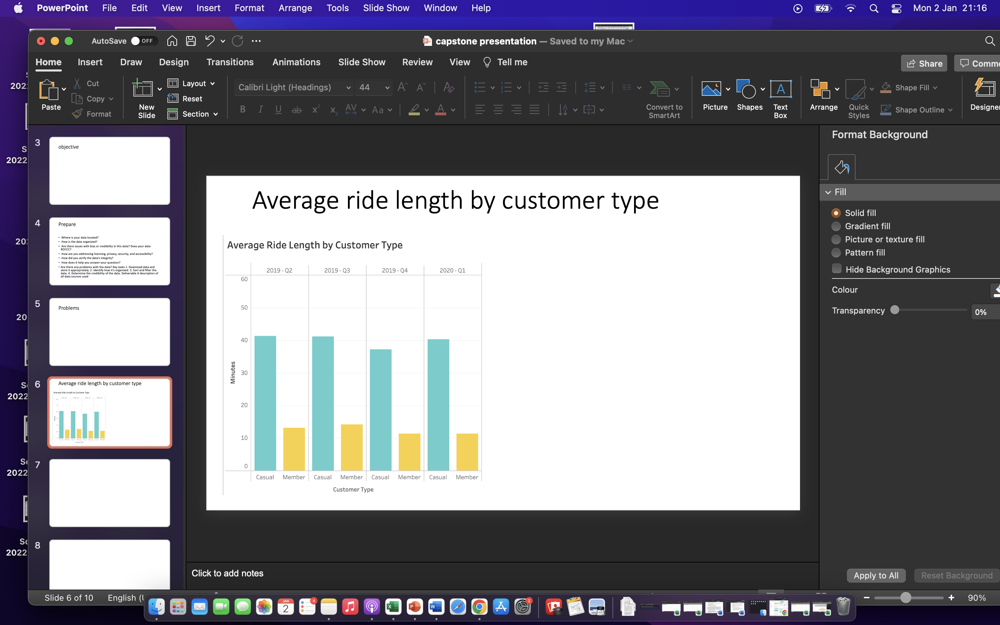 PowerPoint File Edit View Insert Format Arrange Tools Slide Show Window Help Mon 2 Jan 21:16
AutoSave OFF capstone presentation — Saved to my Mac
Home Insert Draw Design Transitions Animations Slide Show Review View Tell me Share
Paste Cut Copy Format
New Slide Layout Reset Section
Calibri Light (Headings) 44
Convert to SmartArt
Picture Shapes Text Box
Arrange Quick Styles Shape Fill Shape Outline
Designer
3
objective
4
Prepare
• Where is your data located?
• How is the data organized?
• Are there issues with bias or credibility in this data? Does your data
ROCCC?
• How are you addressing licensing, privacy, security, and accessibility?
• How did you verify the data's integrity?
• How does it help you answer your question?
• Are there any problems with the data? Key tasks 1. Download data and
store it appropriately. 2. Identify how it's organized. 3. Sort and filter the
data. 4. Determine the credibility of the data. Deliverable A description of
all data sources used
5
Problems
6
Average ride length by customer type
Average Ride Length by Customer Type
7
8
Average ride length by customer type
Average Ride Length by Customer Type
2019 - Q2 2019 - Q3 2019 - Q4 2020 - Q1
60
50
40
30
20
10
0
Minutes
Casual Member Casual Member Casual Member Casual Member
Customer Type
Click to add notes
Format Background
Fill
Solid fill
Gradient fill
Picture or texture fill
Pattern fill
Hide Background Graphics
Colour
Transparency 0%
Apply to All Reset Background
Slide 6 of 10 English
90%
JAN
2
4
2